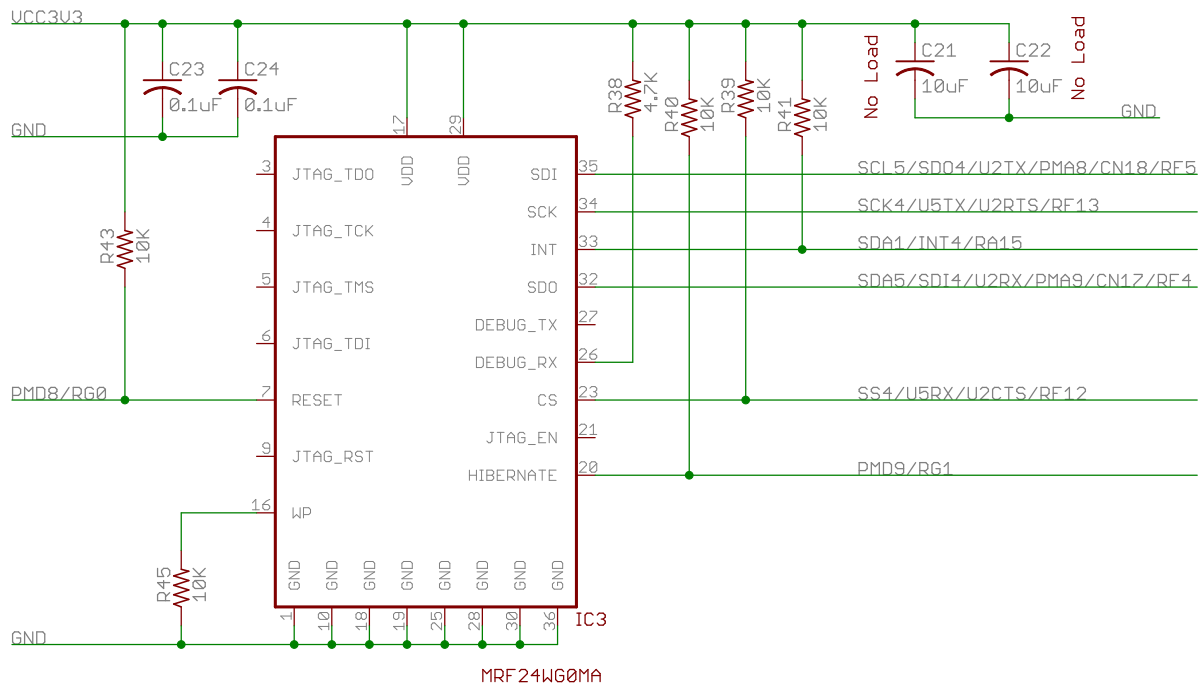 VCC3V3
C23
0.1uF
C24
0.1uF
GND
17
29
R38
4.7K
R40
10K
R39
10K
R41
10K
No Load
C21
10uF
C22
10uF
No Load
GND
3
JTAG_TDO
VDD
VDD
SDI
35
SCL5/SDO4/U2TX/PMA8/CN18/RF5
SCK
34
SCK4/U5TX/U2RTS/RF13
4
JTAG_TCK
R43
10K
INT
33
SDA1/INT4/RA15
5
JTAG_TMS
SDO
32
SDA5/SDI4/U2RX/PMA9/CN17/RF4
DEBUG_TX
27
6
JTAG_TDI
DEBUG_RX
26
PMD8/RG0
7
RESET
CS
23
SS4/U5RX/U2CTS/RF12
JTAG_EN
21
9
JTAG_RST
HIBERNATE
20
PMD9/RG1
16
WP
R45
10K
GND
GND
GND
GND
GND
GND
GND
GND
1
10
18
19
25
28
30
36
IC3
GND
MRF24WG0MA